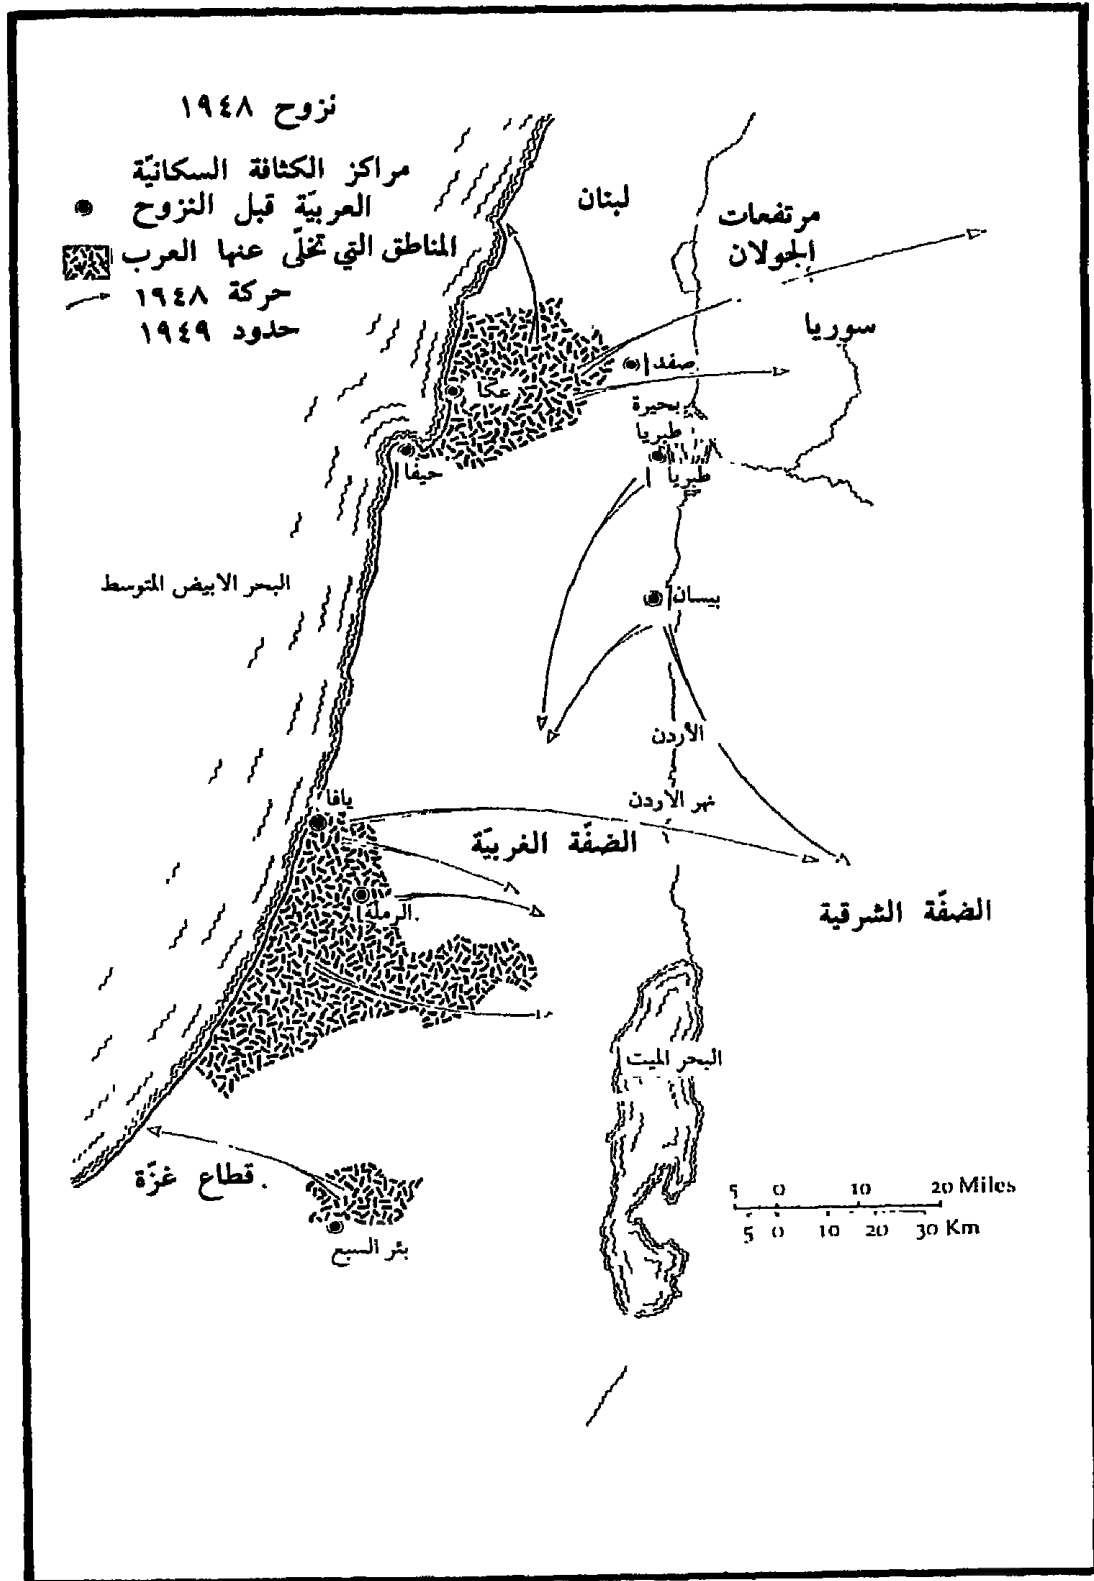 نزوح ١٩٤٨
مراكز الكثافة السكانيّة
العربيّة قبل النزوح
المناطق التي تخلّى عنها العرب
حركة ١٩٤٨
حدود ١٩٤٩
لبنان
مرتفعات
الجولان
سوريا
صفد
عكا
بحيرة
طبريا
طبريا
حيفا
البحر الابيض المتوسط
بيسان
الأردن
نهر الاردن
يافا
الضفّة الغربيّة
الرملة
الضفّة الشرقية
البحر الميت
قطاع غزّة
بئر السبع
5 0 10 20 Miles
5 0 10 20 30 Km